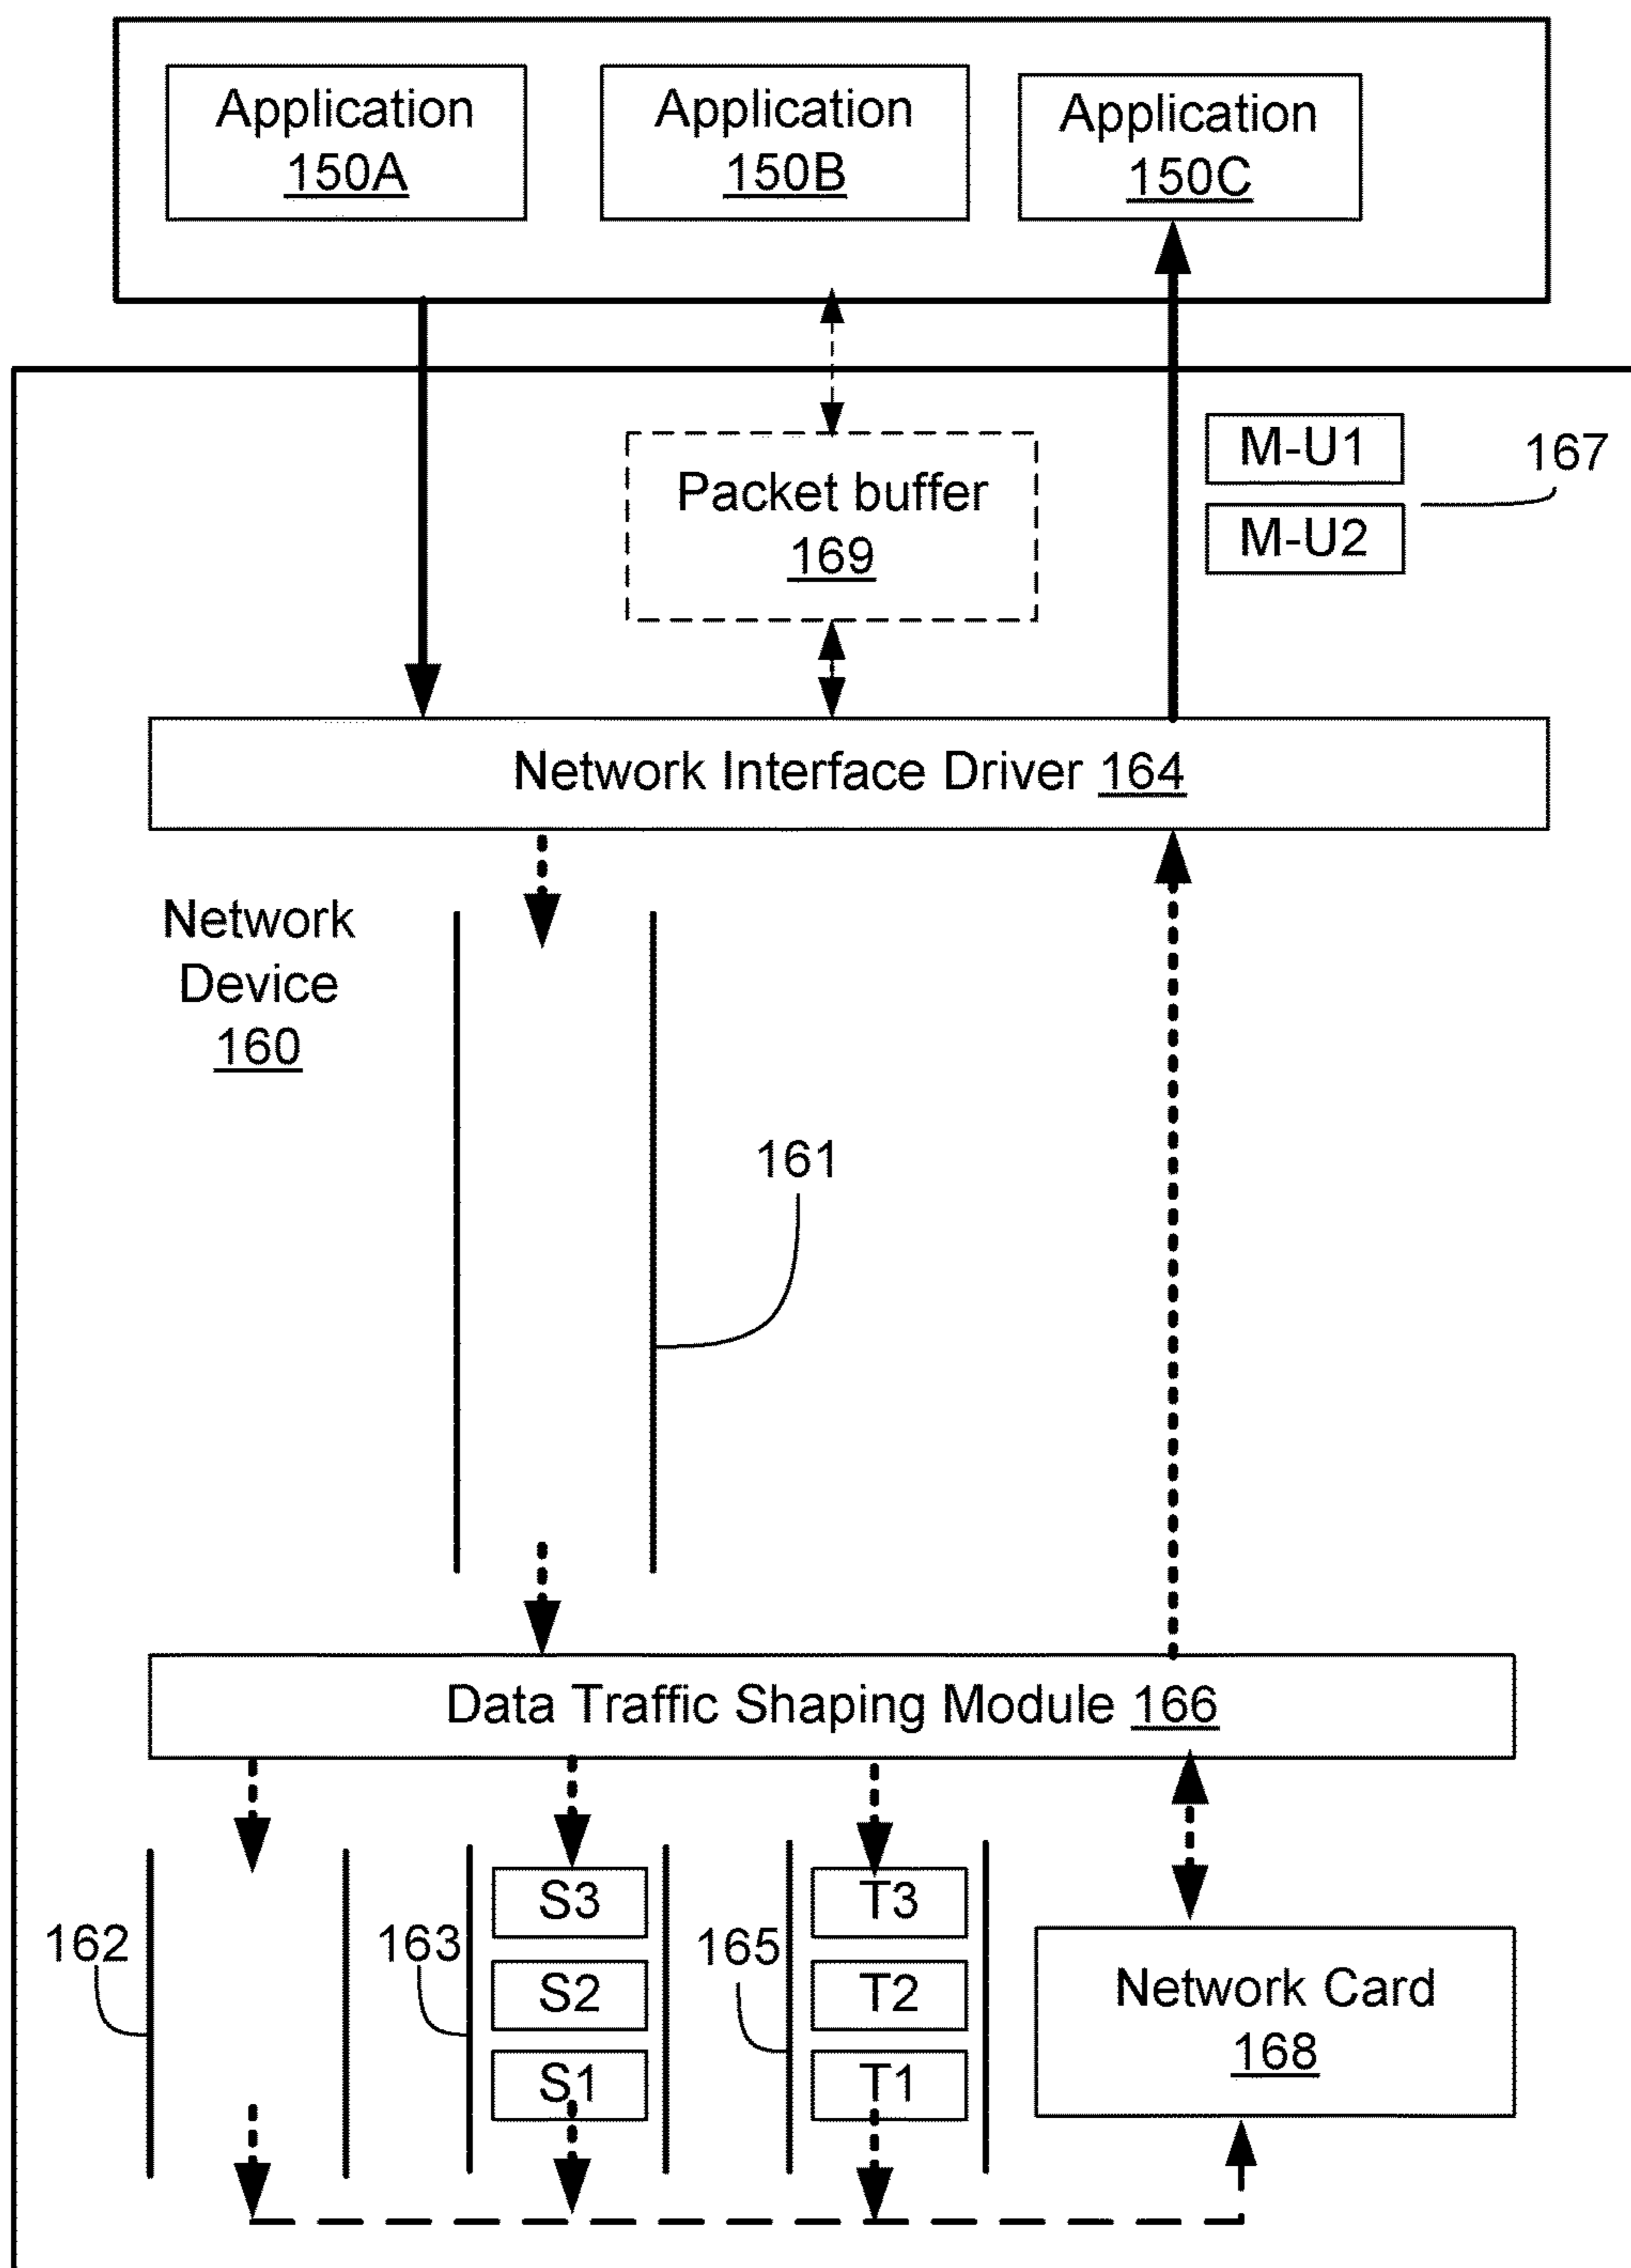 Application
150A
Application
150B
Application
150C
M-U1
M-U2
167
Packet buffer
169
Network Interface Driver 164
Network
Device
160
161
Data Traffic Shaping Module 166
162
163
S3
S2
S1
165
T3
T2
T1
Network Card
168